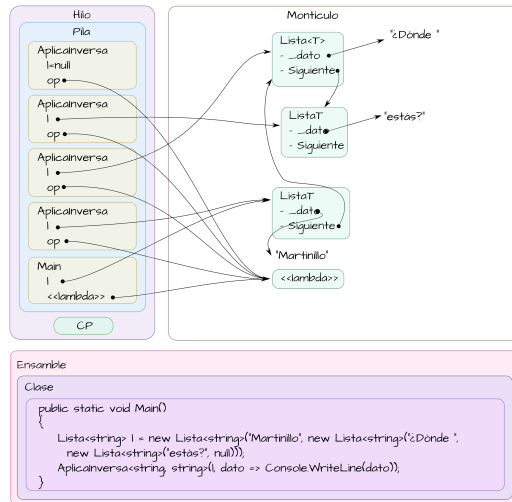 Hilo
Pila
AplicaInversa
l=null
op
AplicaInversa
l
op
AplicaInversa
l
op
AplicaInversa
l
op
Main
l
<<lambda>>
CP
Montículo
Lista<T>
- _dato
- Siguiente
"¿Dónde "
ListaT
- _dato
- Siguiente
"estás?"
ListaT
- _dato
- Siguiente
"Martinillo"
<<lambda>>
Ensamble
Clase
public static void Main()
{
Lista<string> l = new Lista<string>("Martinillo", new Lista<string>("¿Dónde ",
new Lista<string>("estás?", null)));
AplicaInversa<string, string>(l, dato => Console.WriteLine(dato));
}